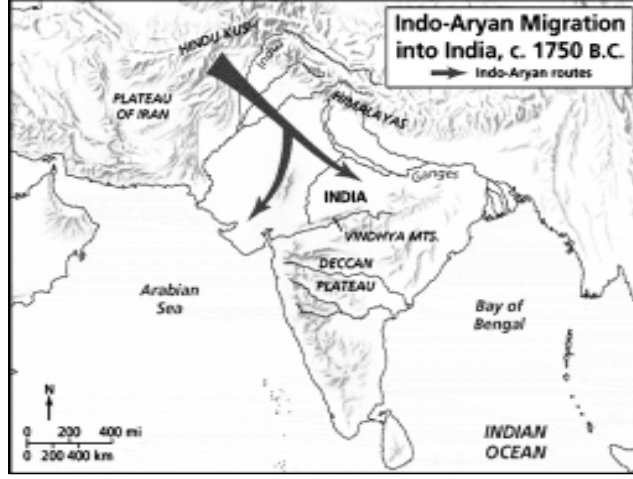 Indo-Aryan Migration
into India, c. 1750 B.C.
Indo-Aryan routes
HINDU KUSH
Indus
PLATEAU
OF IRAN
HIMALAYAS
Ganges
INDIA
VINDHYA MTS.
DECCAN
PLATEAU
Arabian
Sea
Bay of
Bengal
N
0 200 400 mi
0 200 400 km
INDIAN
OCEAN